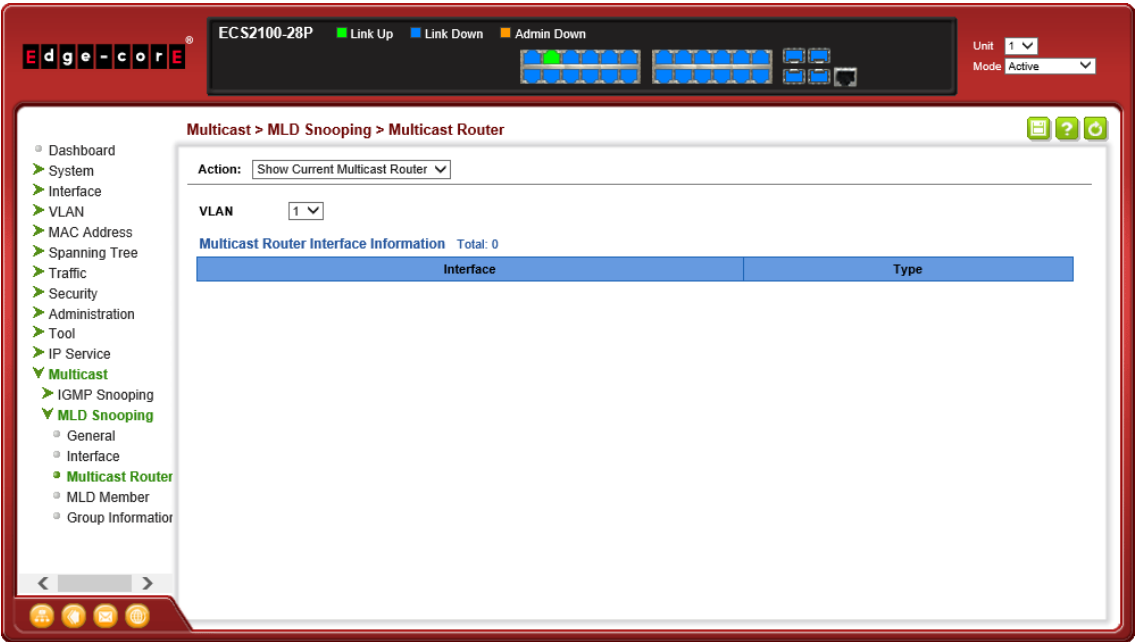 ECS2100-28P Link Up Link Down Admin Down
Edge-corE ®
Unit 1
Mode Active
Multicast > MLD Snooping > Multicast Router
?
Dashboard
System
Interface
VLAN
MAC Address
Spanning Tree
Traffic
Security
Administration
Tool
IP Service
Multicast
IGMP Snooping
MLD Snooping
General
Interface
Multicast Router
MLD Member
Group Information
Action: Show Current Multicast Router
VLAN 1
Multicast Router Interface Information Total: 0
Interface Type